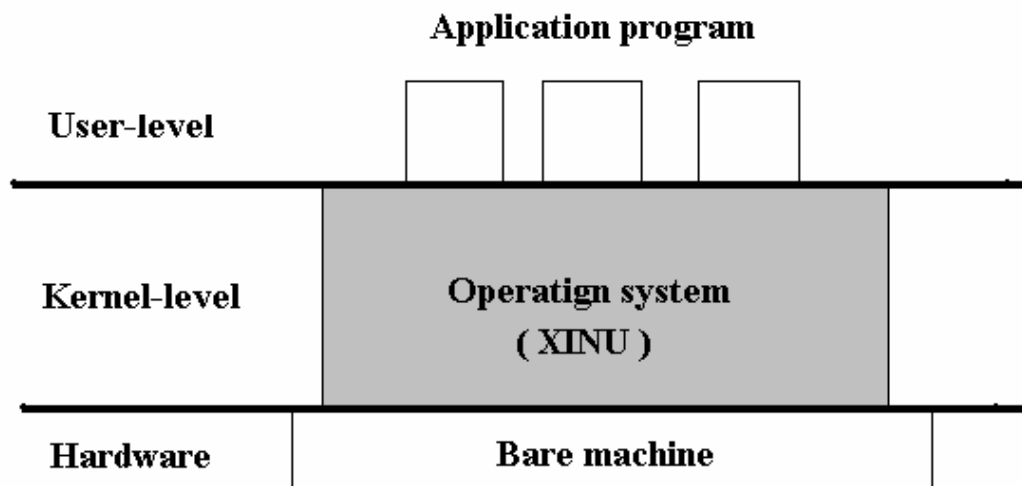 Application program
User-level
Kernel-level
Operatign system
( XINU )
Hardware
Bare machine